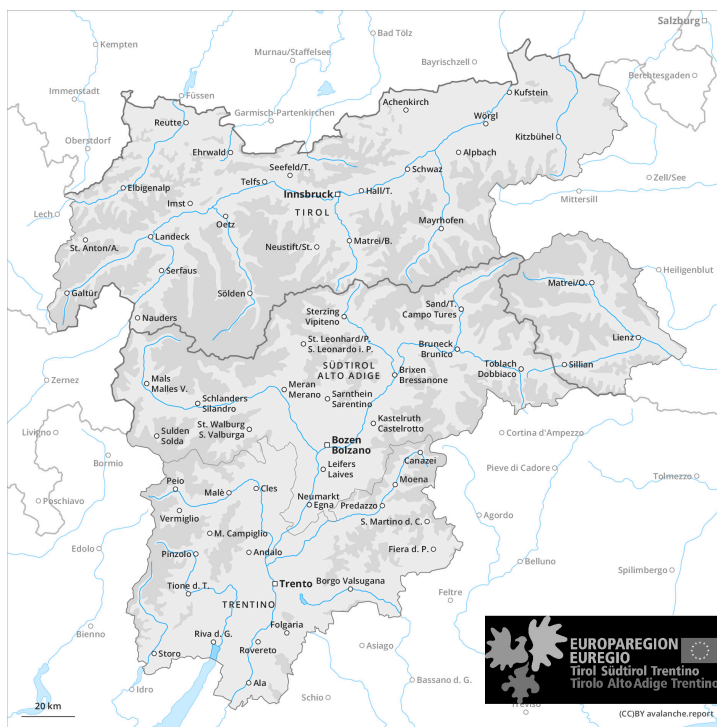 Salzburg
Kempten
Bad Tölz
Murnau/Staffelsee
Bayrischzell
Berchtesgaden
Immenstadt
Füssen
Garmisch-Partenkirchen
Achenkirch
Kufstein
Reutte
Wörgl
Oberstdorf
Ehrwald
Kitzbühel
Alpbach
Seefeld/T.
Telfs
Schwaz
Zell/See
Elbigenalp
Innsbruck
Hall/T.
Mittersill
Imst
TIROL
Lech
Oetz
Mayrhofen
St. Anton/A.
Landeck
Neustift/St.
Matrei/B.
Serfaus
Heiligenblut
Matrei/O.
Galtür
Sölden
Nauders
Sand/T.
Campo Tures
Sterzing
Vipiteno
St. Leonhard/P.
S. Leonardo i. P.
Bruneck
Brunico
Lienz
SÜDTIROL
ALTO ADIGE
Toblach
Dobbiaco
Sillian
Brixen
Bressanone
Zernez
Mals
Malles V.
Meran
Merano
Schlanders
Silandro
Sarnthein
Sarentino
St. Walburg
S. Valburga
Kastelruth
Castelrotto
Sulden
Solda
Livigno
Bozen
Bolzano
Cortina d'Ampezzo
Bormio
Canazei
Leifers
Laives
Pieve di Cadore
Tolmezzo
Peio
Malè
Cles
Moena
Poschiavo
Neumarkt
Egna
Predazzo
Vermiglio
Agordo
S. Martino d. C.
M. Campiglio
Edolo
Pinzolo
Andalo
Fiera d. P.
Belluno
Spilimbergo
Tione d. T.
Trento
Borgo Valsugana
Feltre
TRENTINO
Bienno
Riva d. G.
Folgaria
Storo
Rovereto
Asiago
Ala
Idro
Schio
Bassano d. G.
Treviso
EUROPAREGION
EUREGIO
Tirol Südtirol Trentino
Tirolo Alto Adige Trentino
20 km
(CC)BY avalanche.report